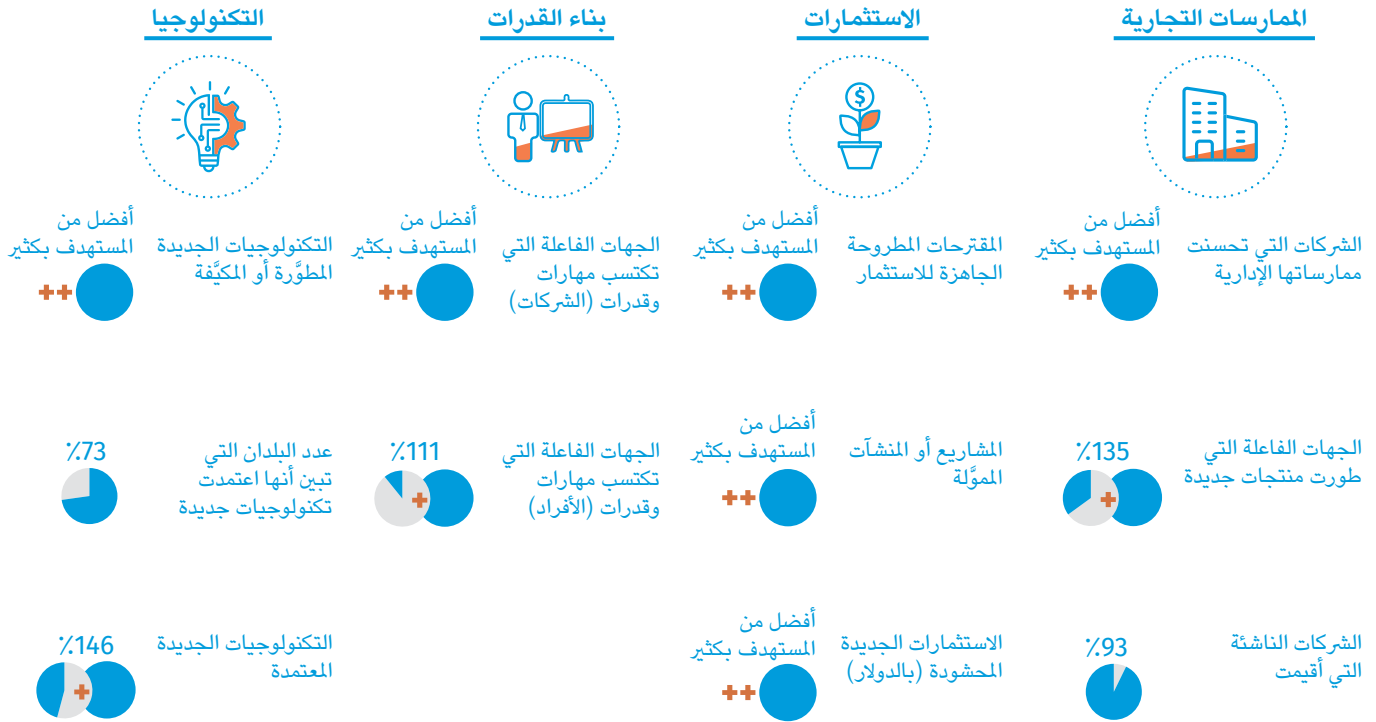 الممارسات التجارية
الشركات التي تحسنت
ممارساتها الإدارية
أفضل من
المستهدف بكثير
++
الجهات الفاعلة التي
طورت منتجات جديدة
135٪
+
الشركات الناشئة
التي أقيمت
93٪
الاستثمارات
$
المقترحات المطروحة
الجاهزة للاستثمار
أفضل من
المستهدف بكثير
++
المشاريع أو المنشآت
المموَّلة
أفضل من
المستهدف بكثير
++
الاستثمارات الجديدة
المحشودة (بالدولار)
أفضل من
المستهدف بكثير
++
بناء القدرات
الجهات الفاعلة التي
تكتسب مهارات
وقدرات (الشركات)
أفضل من
المستهدف بكثير
++
الجهات الفاعلة التي
تكتسب مهارات
وقدرات (الأفراد)
111٪
+
التكنولوجيا
التكنولوجيات الجديدة
المطوَّرة أو المكيَّفة
أفضل من
المستهدف بكثير
++
عدد البلدان التي
تبين أنها اعتمدت
تكنولوجيات جديدة
73٪
التكنولوجيات الجديدة
المعتمدة
146٪
+